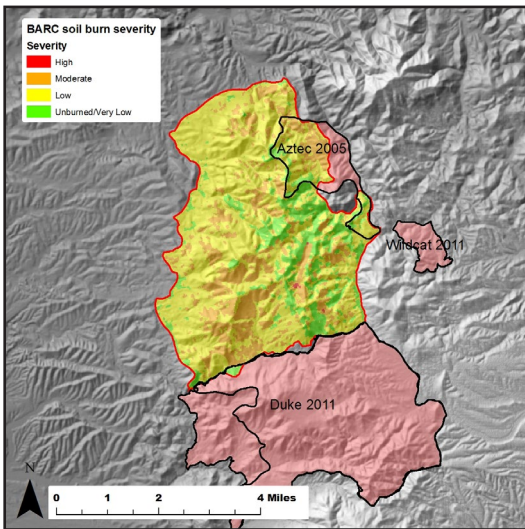 BARC soil burn severity
Severity
High
Moderate
Low
Unburned/Very Low
Aztec 2005
Wildcat 2011
Duke 2011
N
0 1 2 4 Miles